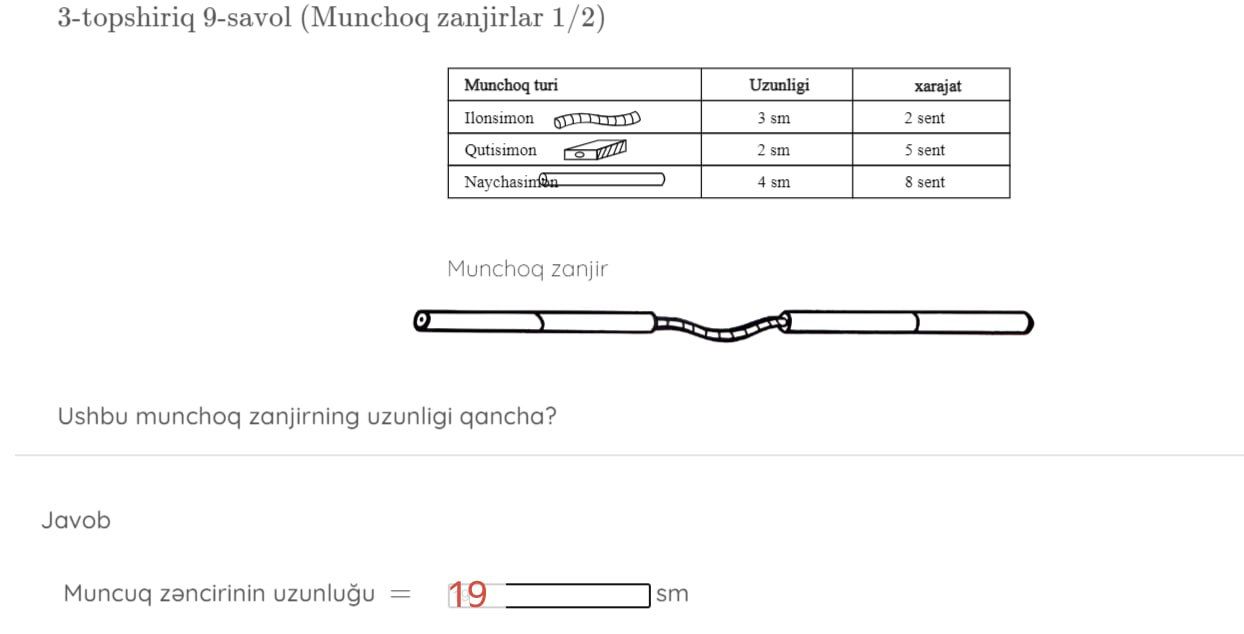 3-topshiriq 9-savol (Munchoq zanjirlar 1/2)
Munchoq turi Uzunligi xarajat
Ilonsimon 3 sm 2 sent
Qutisimon 2 sm 5 sent
Naychasimon 4 sm 8 sent
Munchoq zanjir
Ushbu munchoq zanjirning uzunligi qancha?
Javob
Muncuq zəncirinin uzunluğu = 19 sm